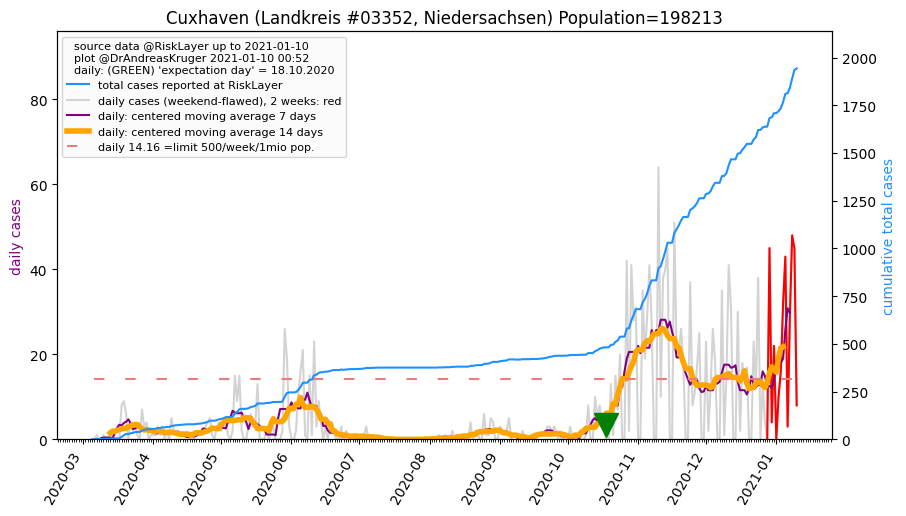 Cuxhaven (Landkreis #03352, Niedersachsen) Population=198213
source data @RiskLayer up to 2021-01-10
plot @DrAndreasKruger 2021-01-10 00:52
daily: (GREEN) 'expectation day' = 18.10.2020
total cases reported at RiskLayer
daily cases (weekend-flawed), 2 weeks: red
daily: centered moving average 7 days
daily: centered moving average 14 days
daily 14.16 =limit 500/week/1mio pop.
daily cases
80
60
40
20
0
cumulative total cases
2000
1750
1500
1250
1000
750
500
250
0
2020-03
2020-04
2020-05
2020-06
2020-07
2020-08
2020-09
2020-10
2020-11
2020-12
2021-01